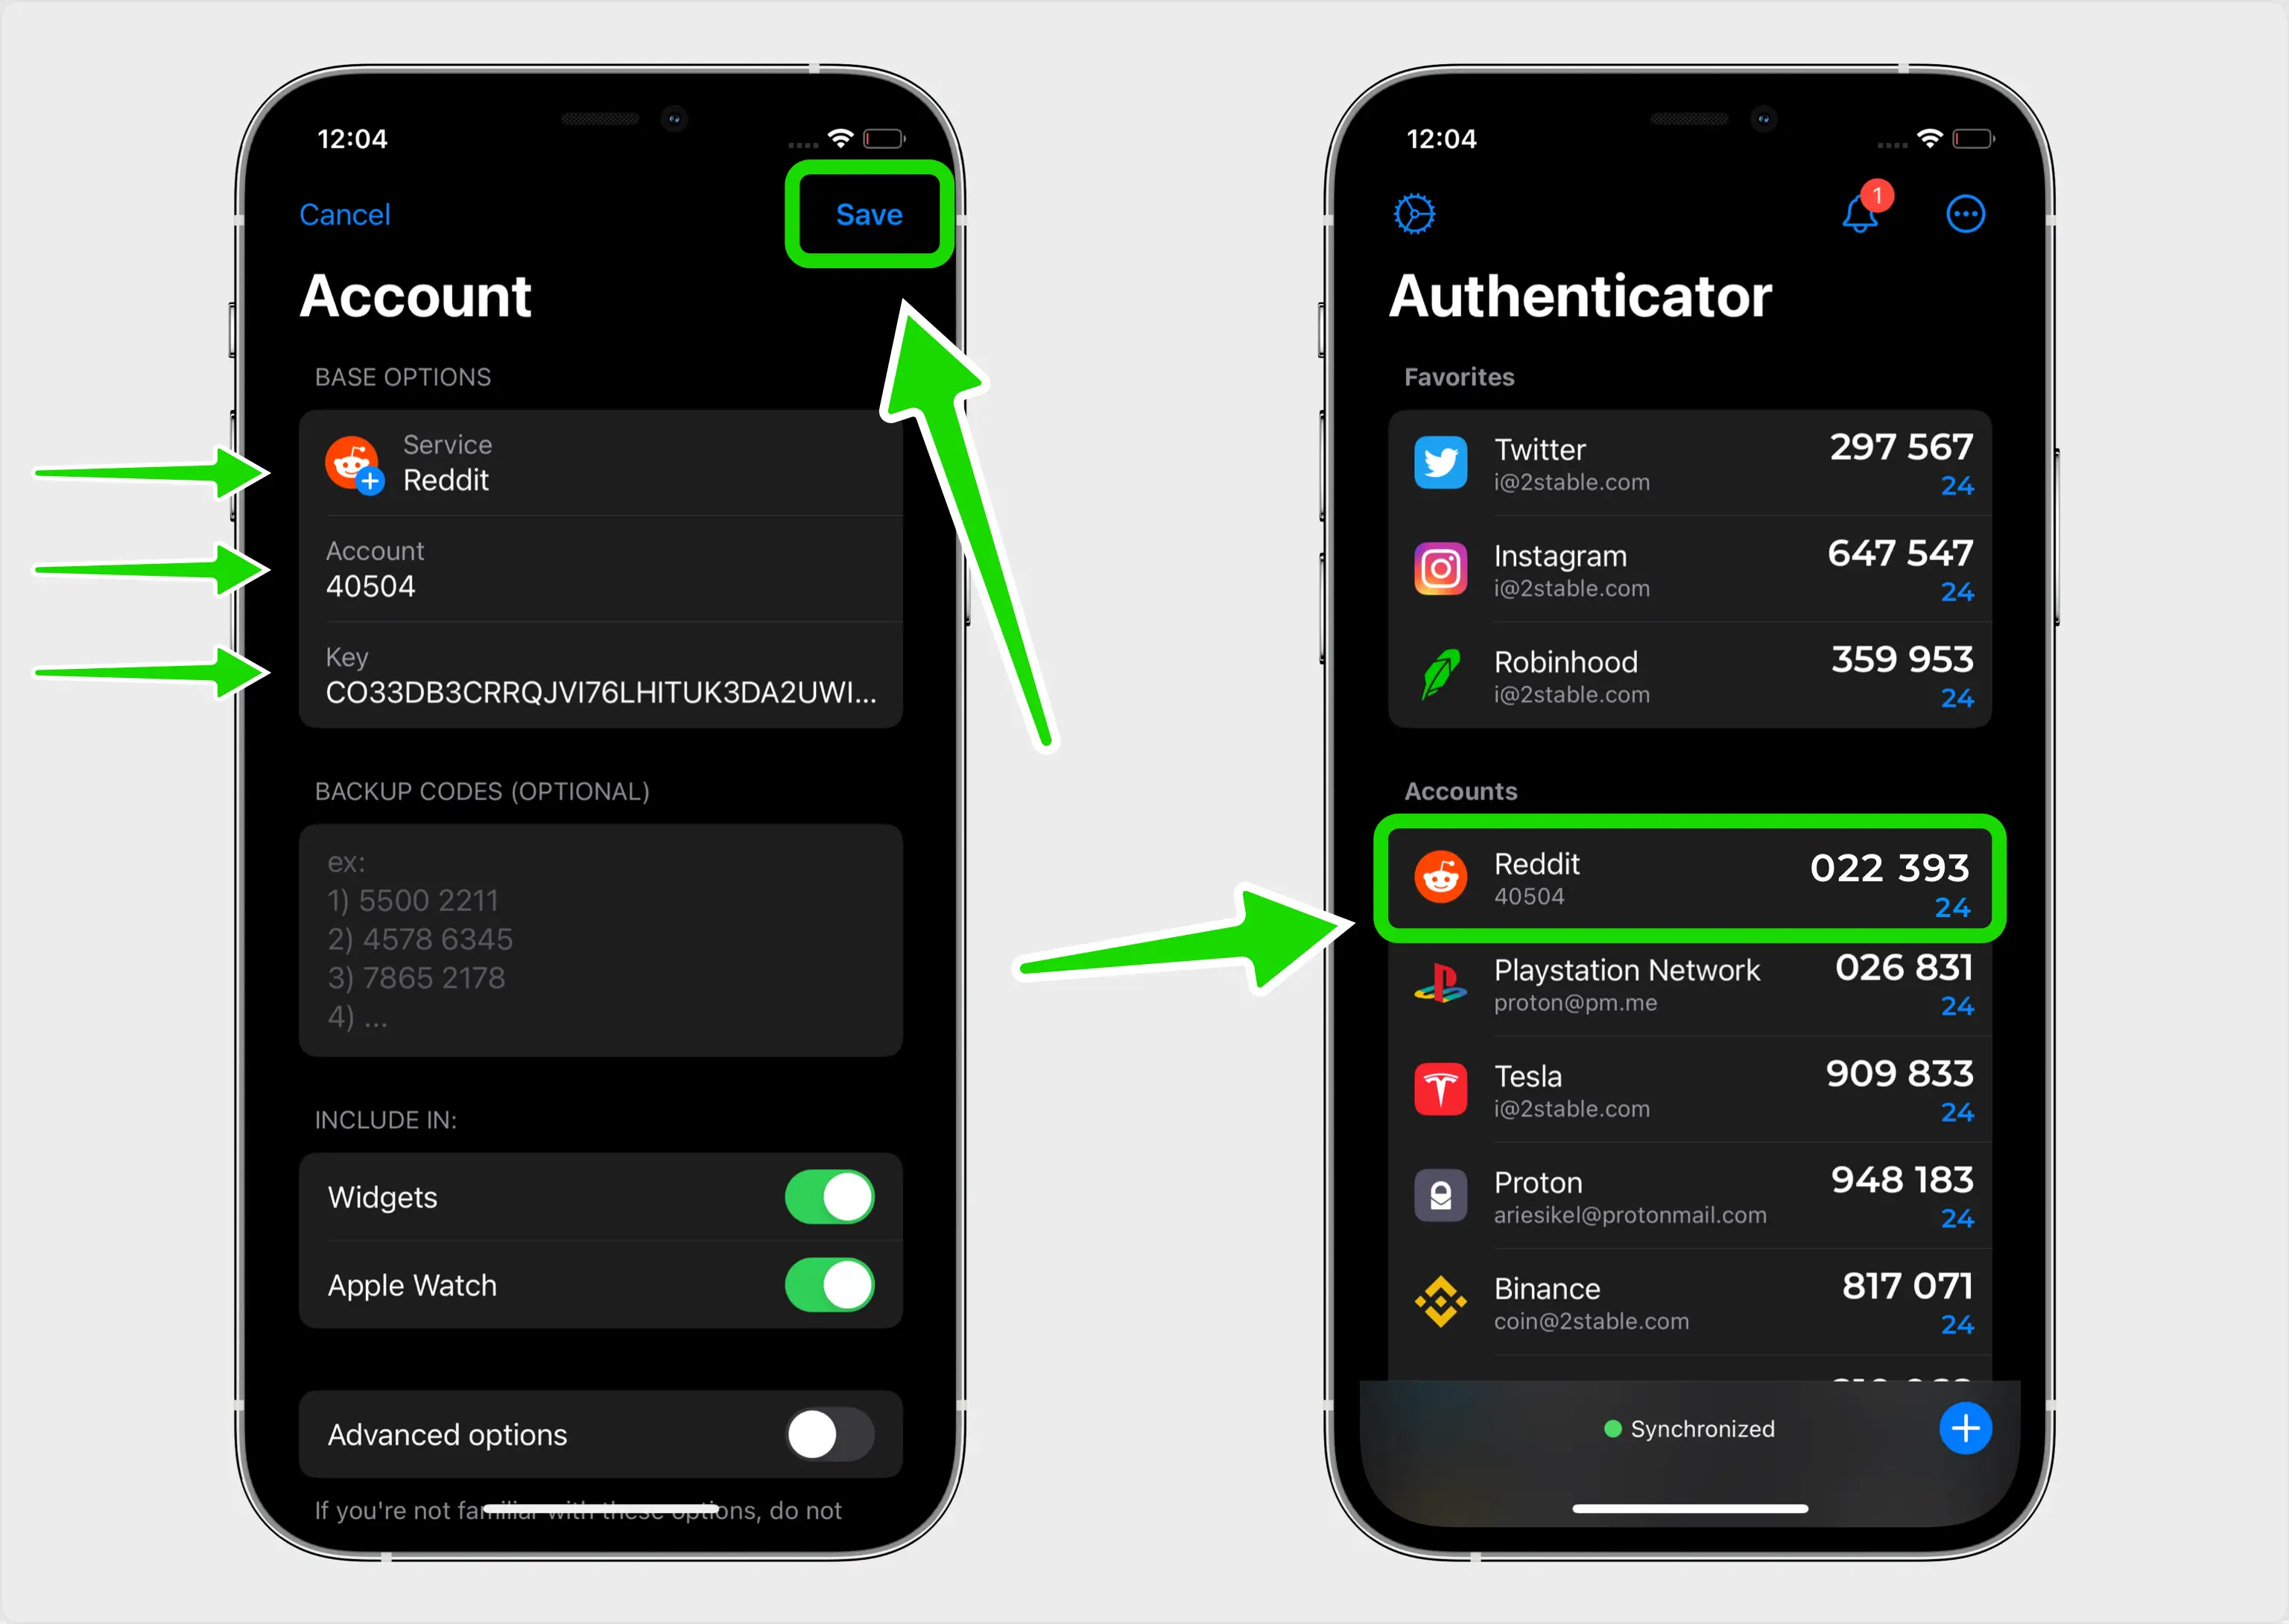 12:04
Cancel
Save
Account
BASE OPTIONS
Service
Reddit
Account
40504
Key
CO33DB3CRRQJVI76LHITUK3DA2UWI...
BACKUP CODES (OPTIONAL)
ex:
1) 5500 2211
2) 4578 6345
3) 7865 2178
4) ...
INCLUDE IN:
Widgets
Apple Watch
Advanced options
If you're not familiar with these options, do not
12:04
1
Authenticator
Favorites
Twitter
297 567
i@2stable.com
24
Instagram
647 547
i@2stable.com
24
Robinhood
359 953
i@2stable.com
24
Accounts
Reddit
022 393
40504
24
Playstation Network
026 831
proton@pm.me
24
Tesla
909 833
i@2stable.com
24
Proton
948 183
ariesikel@protonmail.com
24
Binance
817 071
coin@2stable.com
24
Synchronized